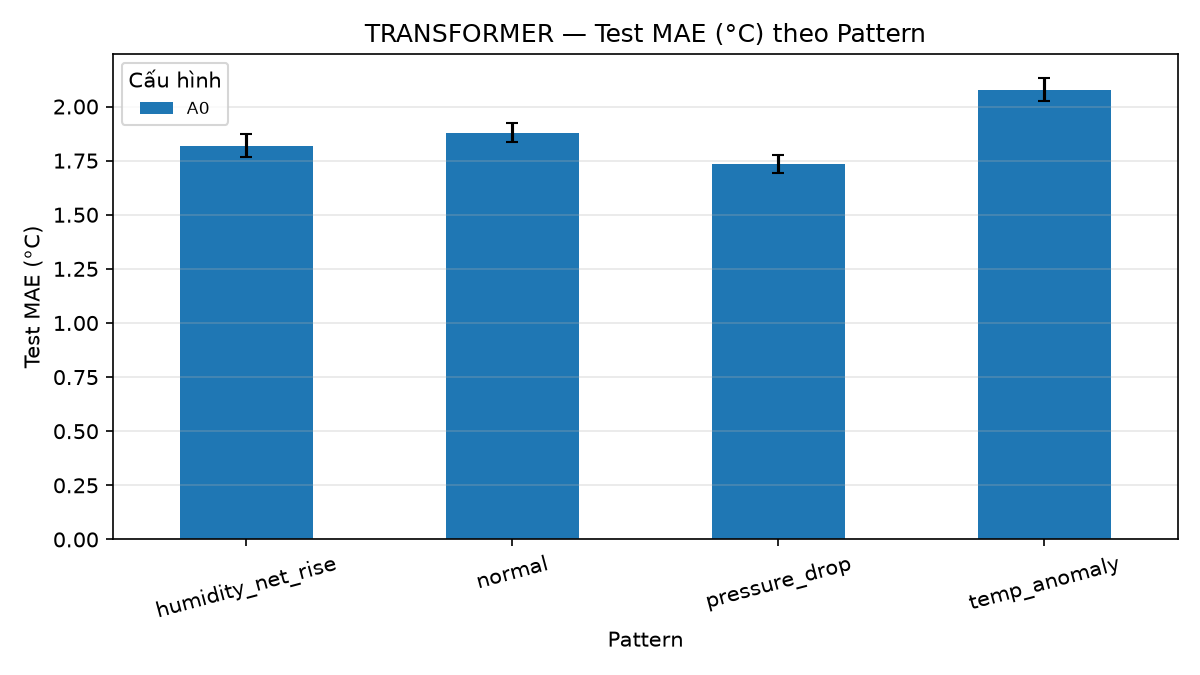 TRANSFORMER — Test MAE (°C) theo Pattern
Cấu hình
A0
Test MAE (°C)
2.00
1.75
1.50
1.25
1.00
0.75
0.50
0.25
0.00
humidity_net_rise
normal
pressure_drop
temp_anomaly
Pattern